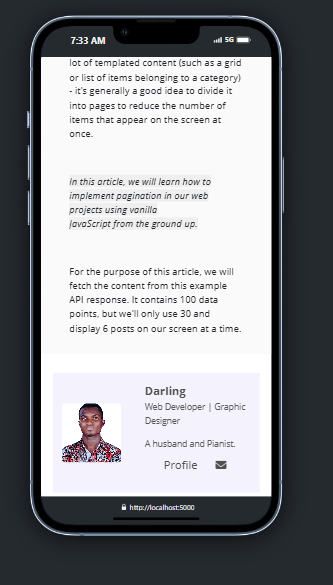 7:33 AM
5G
lot of templated content (such as a grid
or list of items belonging to a category)
- it's generally a good idea to divide it
into pages to reduce the number of
items that appear on the screen at
once.
In this article, we will learn how to
implement pagination in our web
projects using vanilla
JavaScript from the ground up.
For the purpose of this article, we will
fetch the content from this example
API response. It contains 100 data
points, but we'll only use 30 and
display 6 posts on our screen at a time.
Darling
Web Developer | Graphic
Designer
A husband and Pianist.
Profile
http://localhost:5000